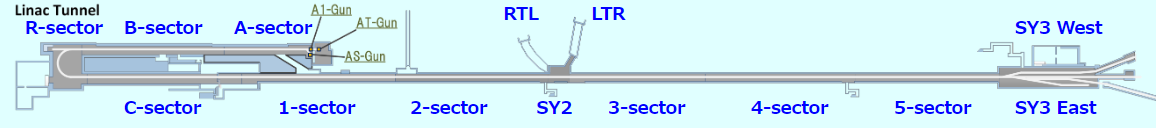 Linac Tunnel
R-sector
B-sector
A-sector
A1-Gun
AT-Gun
AS-Gun
RTL
LTR
SY3 West
C-sector
1-sector
2-sector
SY2
3-sector
4-sector
5-sector
SY3 East